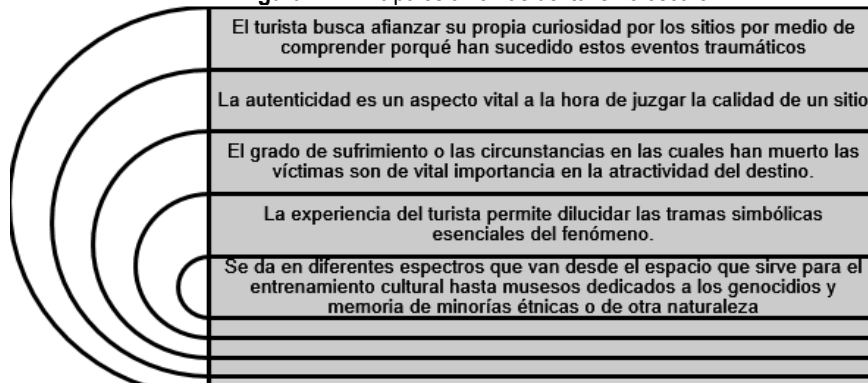 El turista busca afianzar su propia curiosidad por los sitios por medio de
comprender porqué han sucedido estos eventos traumáticos
La autenticidad es un aspecto vital a la hora de juzgar la calidad de un sitio
El grado de sufrimiento o las circunstancias en las cuales han muerto las
víctimas son de vital importancia en la atractividad del destino.
La experiencia del turista permite dilucidar las tramas simbólicas
esenciales del fenómeno.
Se da en diferentes espectros que van desde el espacio que sirve para el
entrenamiento cultural hasta musesos dedicados a los genocidios y
memoria de minorías étnicas o de otra naturaleza